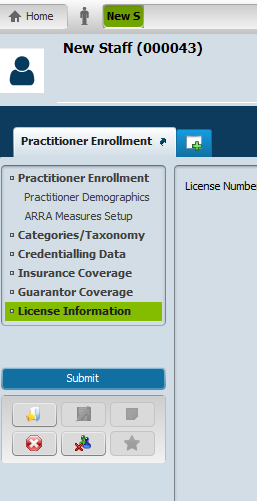 Home
New S
New Staff (000043)
Practitioner Enrollment
Practitioner Enrollment
Practitioner Demographics
ARRA Measures Setup
Categories/Taxonomy
Credentialling Data
Insurance Coverage
Guarantor Coverage
License Information
License Number
Submit